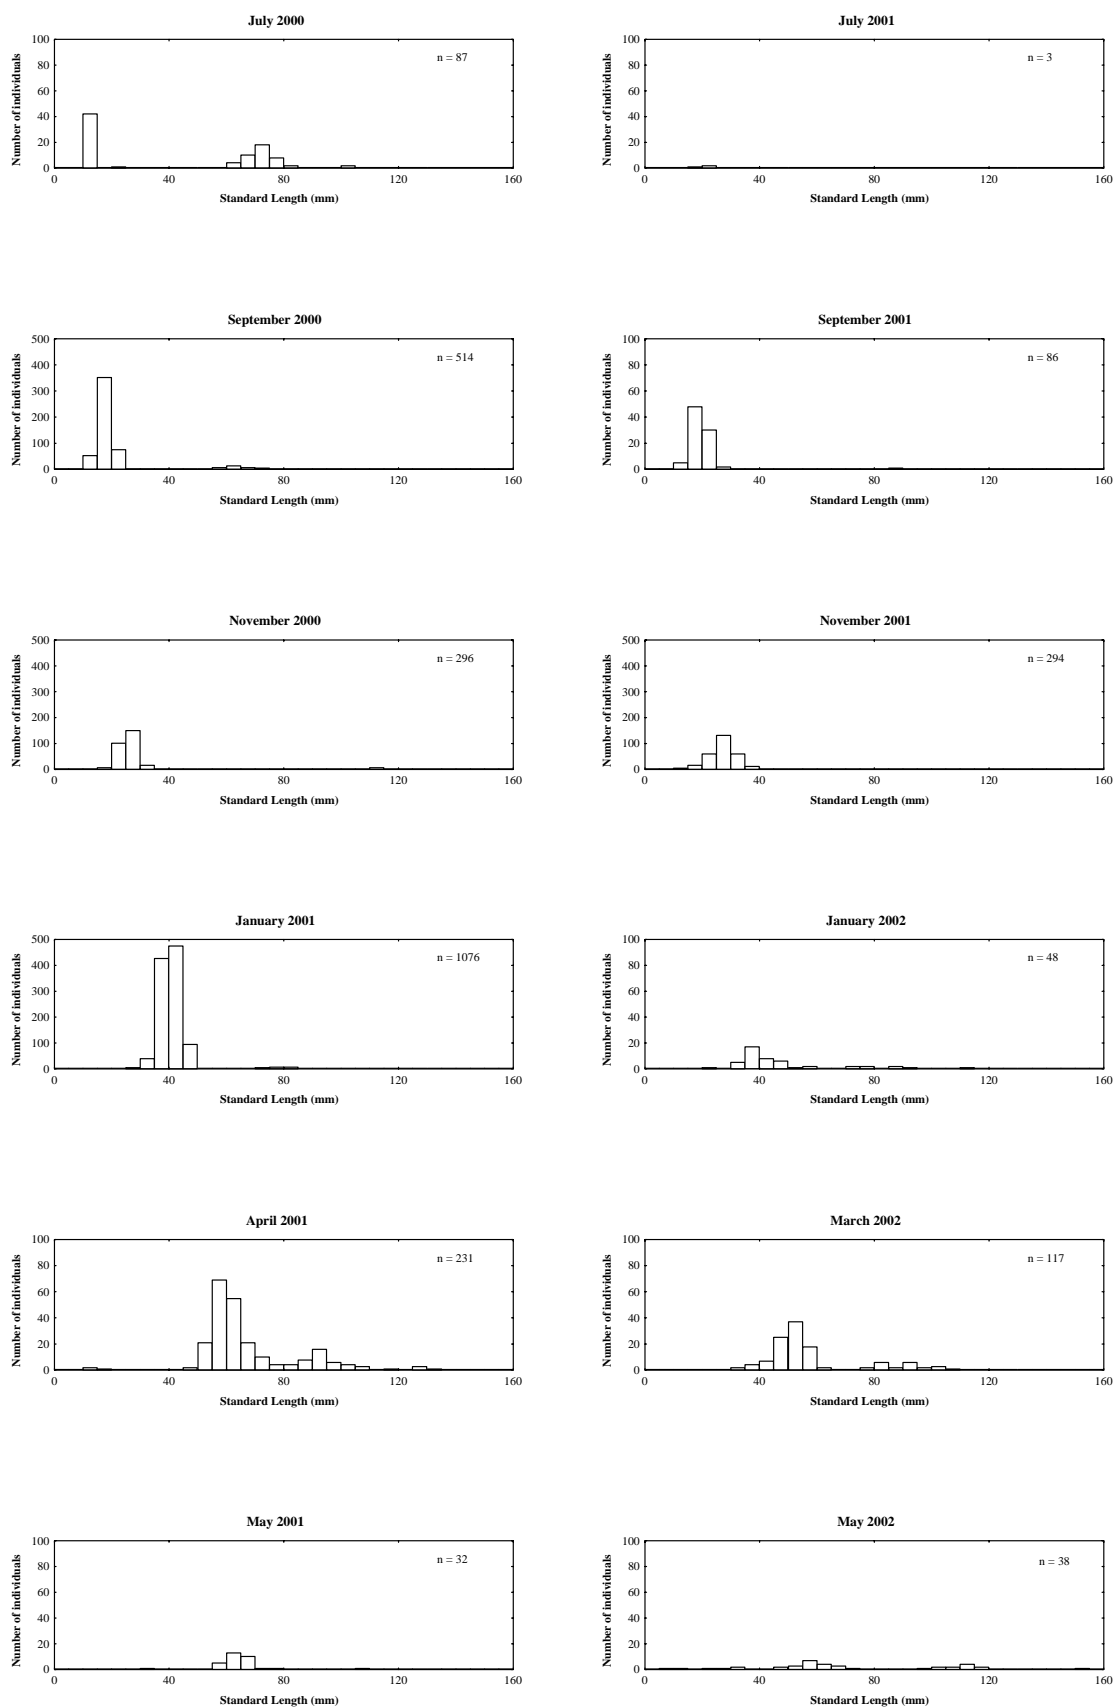 July 2000
100
80
60
40
20
0
Number of individuals
n = 87
0 40 80 120 160
Standard Length (mm)
July 2001
100
80
60
40
20
0
Number of individuals
n = 3
0 40 80 120 160
Standard Length (mm)
September 2000
500
400
300
200
100
0
Number of individuals
n = 514
0 40 80 120 160
Standard Length (mm)
September 2001
100
80
60
40
20
0
Number of individuals
n = 86
0 40 80 120 160
Standard Length (mm)
November 2000
500
400
300
200
100
0
Number of individuals
n = 296
0 40 80 120 160
Standard Length (mm)
November 2001
500
400
300
200
100
0
Number of individuals
n = 294
0 40 80 120 160
Standard Length (mm)
January 2001
500
400
300
200
100
0
Number of individuals
n = 1076
0 40 80 120 160
Standard Length (mm)
January 2002
100
80
60
40
20
0
Number of individuals
n = 48
0 40 80 120 160
Standard Length (mm)
April 2001
100
80
60
40
20
0
Number of individuals
n = 231
0 40 80 120 160
Standard Length (mm)
March 2002
100
80
60
40
20
0
Number of individuals
n = 117
0 40 80 120 160
Standard Length (mm)
May 2001
100
80
60
40
20
0
Number of individuals
n = 32
0 40 80 120 160
Standard Length (mm)
May 2002
100
80
60
40
20
0
Number of individuals
n = 38
0 40 80 120 160
Standard Length (mm)